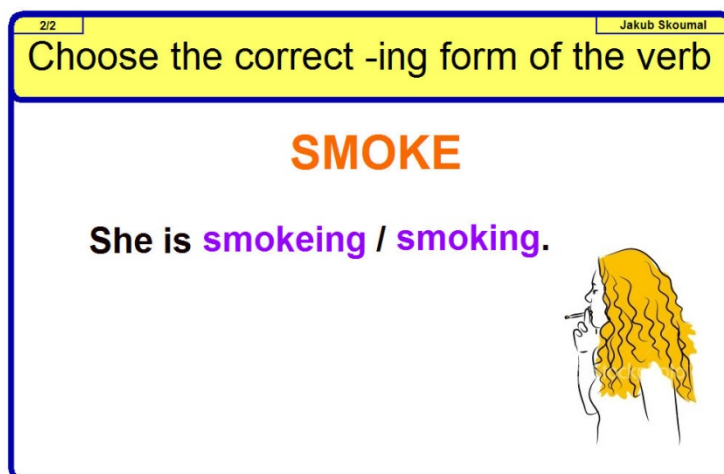 2/2
Jakub Skoumal
Choose the correct -ing form of the verb
SMOKE
She is smokeing / smoking.